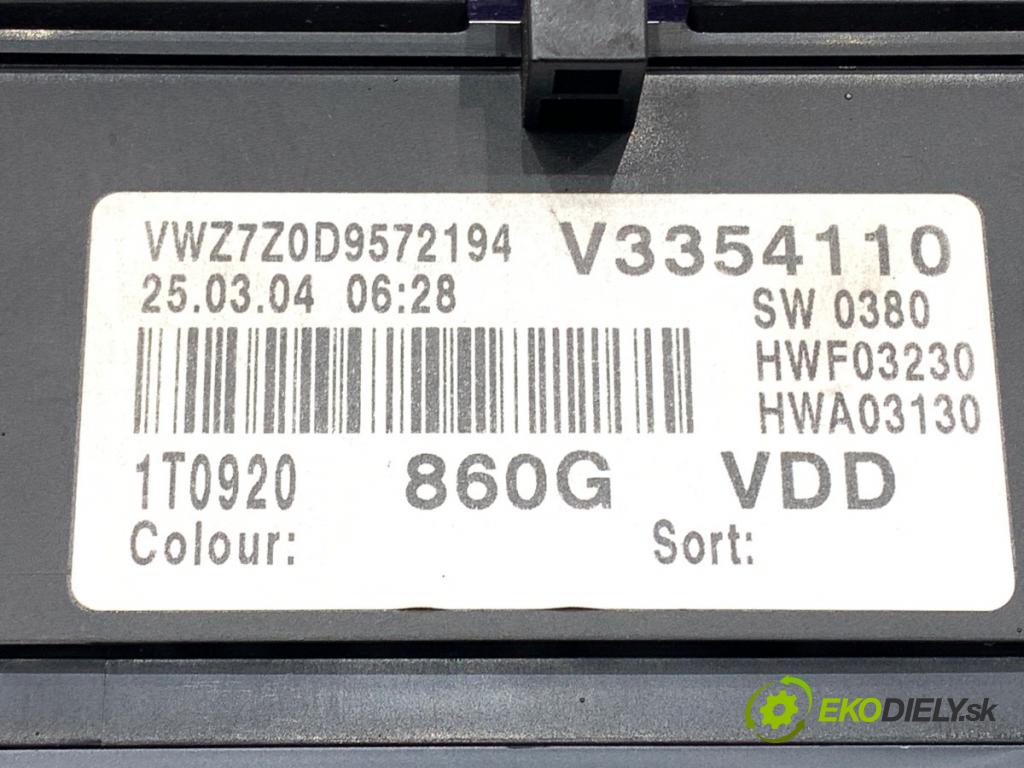 VWZ7Z0D9572194 V3354110
25.03.04 06:28 SW 0380
HWF03230
HWA03130
1T0920 860G VDD
Colour: Sort:
EKODIELY.sk